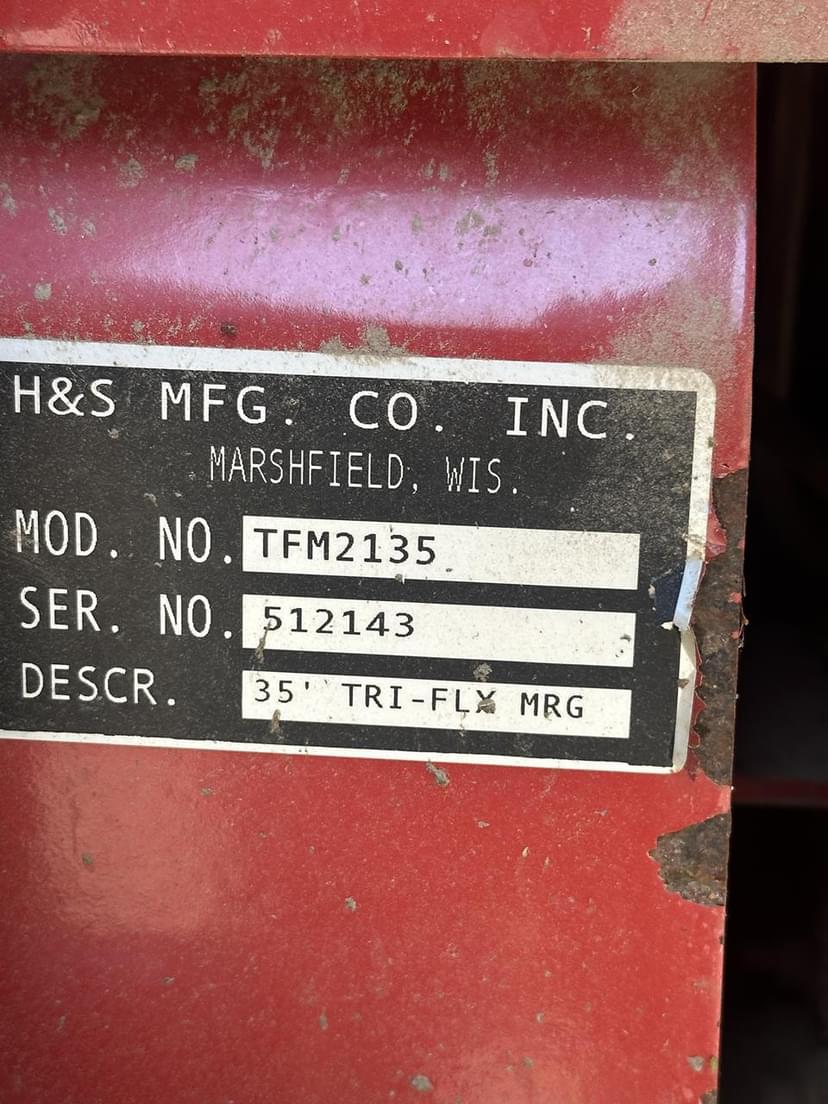 H&S MFG. CO. INC.
MARSHFIELD, WIS.
MOD. NO. TFM2135
SER. NO. 512143
DESCR. 35' TRI-FLX MRG